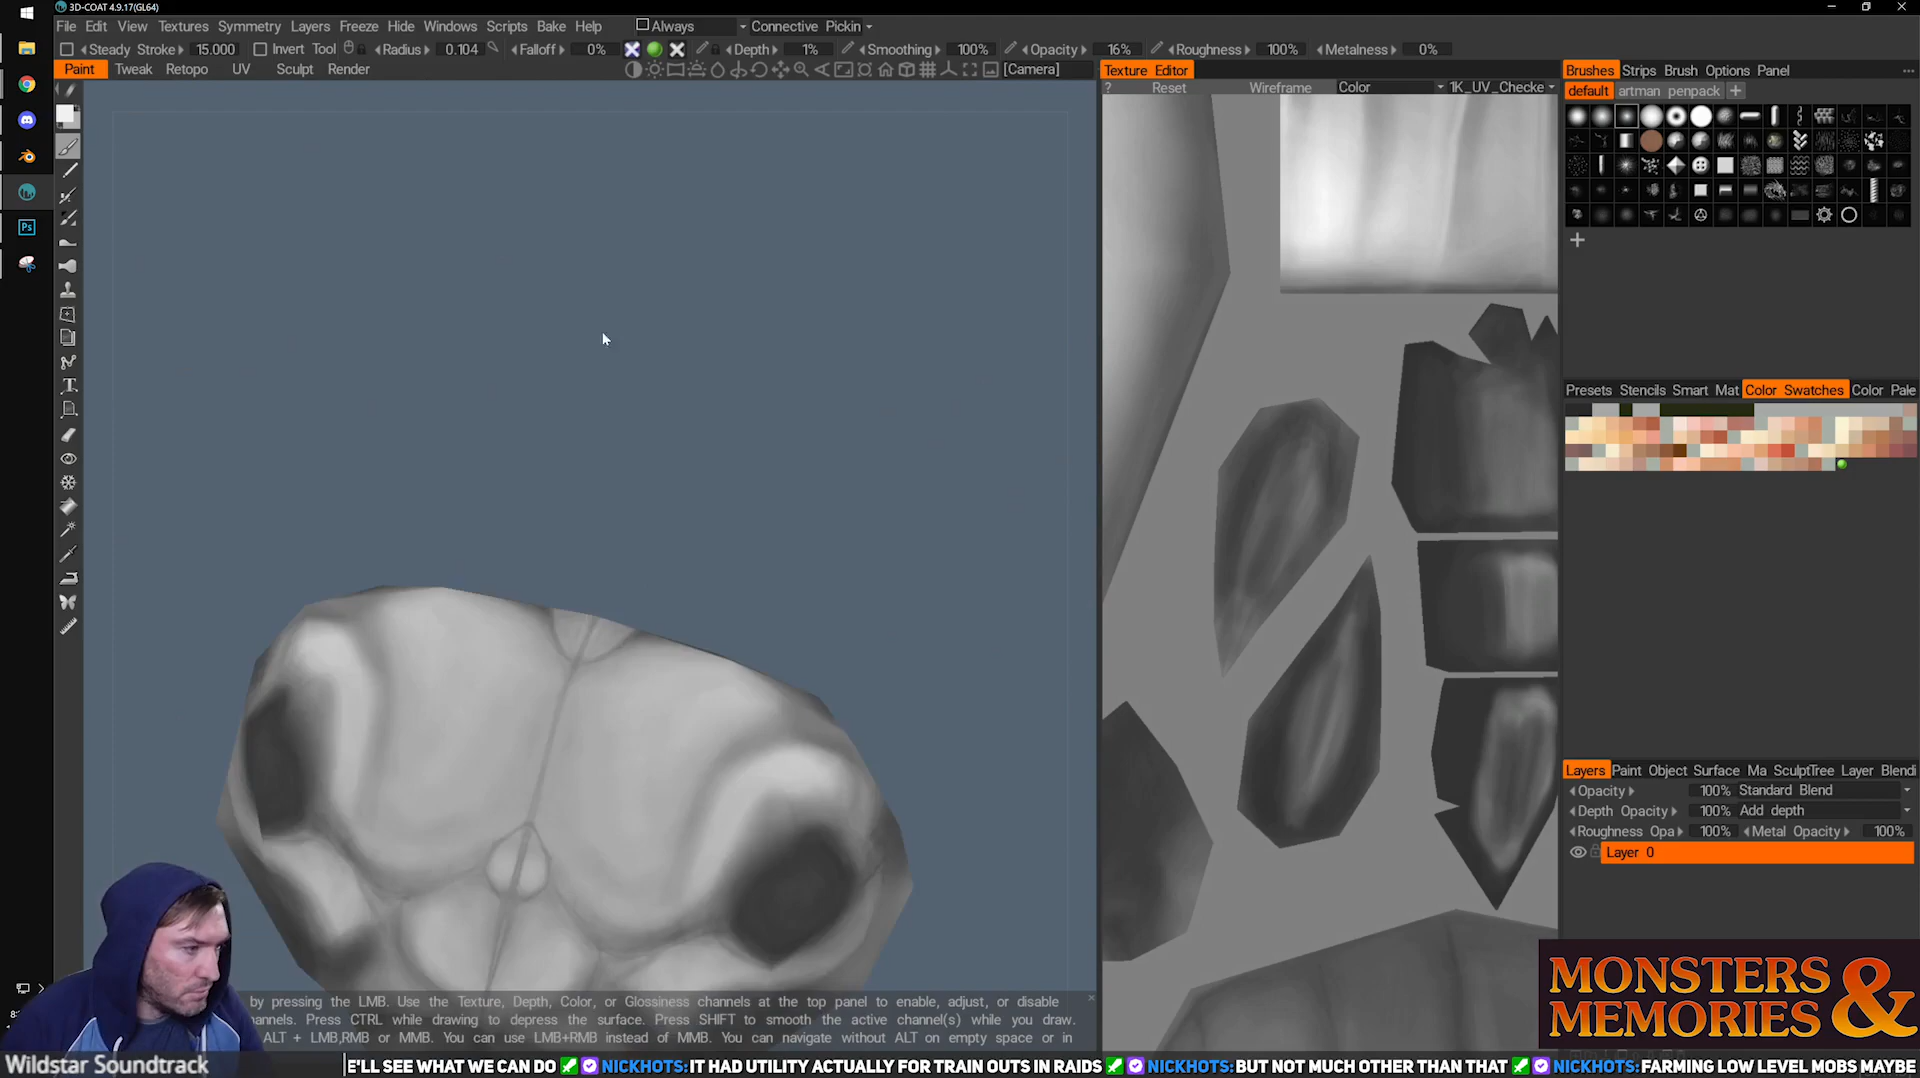 3D-COAT 4.9.17(GL64)
File Edit View Textures Symmetry Layers Freeze Hide Windows Scripts Bake Help Always Connective Pickin
Steady Stroke 15.000 Invert Tool Radius 0.104 Falloff 0% Depth 1% Smoothing 100% Opacity 16% Roughness 100% Metalness 0%
Paint Tweak Retopo UV Sculpt Render [Camera] Texture Editor Brushes Strips Brush Options Panel
? Reset Wireframe Color 1K_UV_Checke
default artman penpack +
Presets Stencils Smart Mat Color Swatches Color Pale
Layers Paint Object Surface Ma SculptTree Layer Blendi
Opacity 100% Standard Blend
Depth Opacity 100% Add depth
Roughness Opa 100% Metal Opacity 100%
Layer 0
by pressing the LMB. Use the Texture, Depth, Color, or Glossiness channels at the top panel to enable, adjust, or disable
annels. Press CTRL while drawing to depress the surface. Press SHIFT to smooth the active channel(s) while you draw.
ALT + LMB,RMB or MMB. You can use LMB+RMB instead of MMB. You can navigate without ALT on empty space or in
Ps
MONSTERS &
MEMORIES
Wildstar Soundtrack
E'LL SEE WHAT WE CAN DO NICKHOTS: IT HAD UTILITY ACTUALLY FOR TRAIN OUTS IN RAIDS NICKHOTS: BUT NOT MUCH OTHER THAN THAT NICKHOTS: FARMING LOW LEVEL MOBS MAYBE